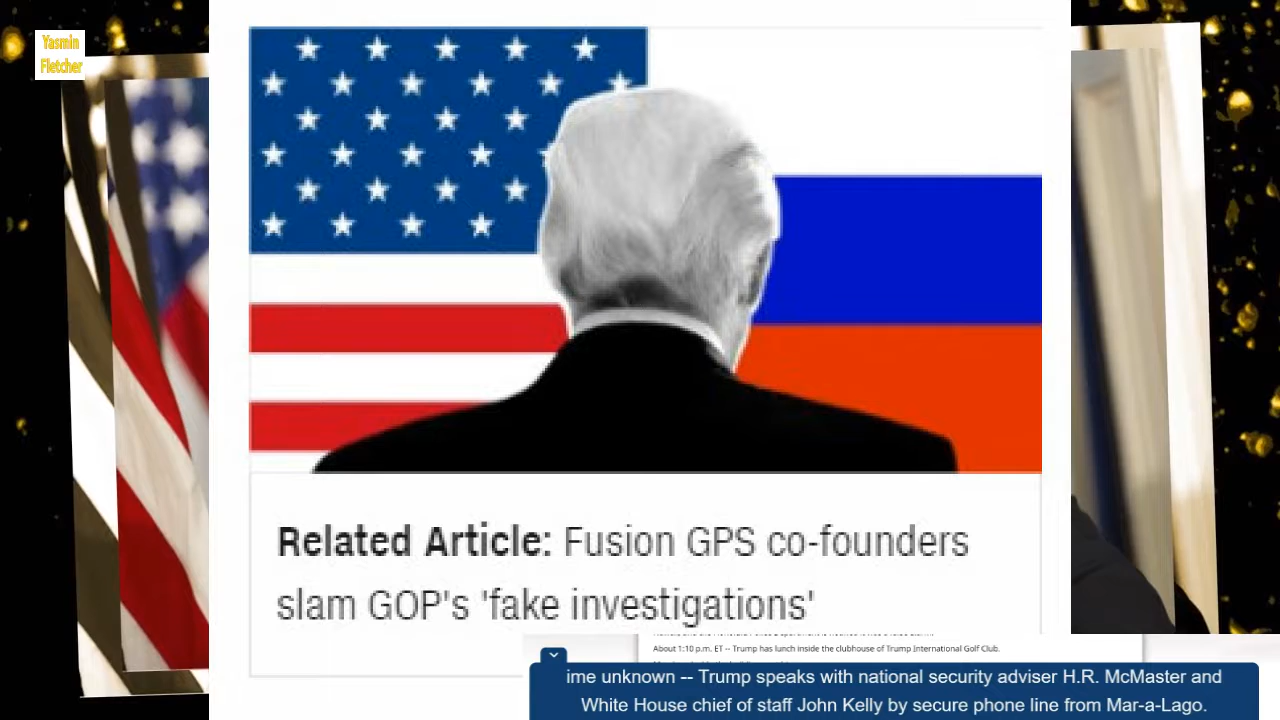 Yasmin
Fletcher
Related Article: Fusion GPS co-founders
slam GOP's 'fake investigations'
About 1:10 p.m. ET -- Trump has lunch inside the clubhouse of Trump International Golf Club.
ime unknown -- Trump speaks with national security adviser H.R. McMaster and
White House chief of staff John Kelly by secure phone line from Mar-a-Lago.